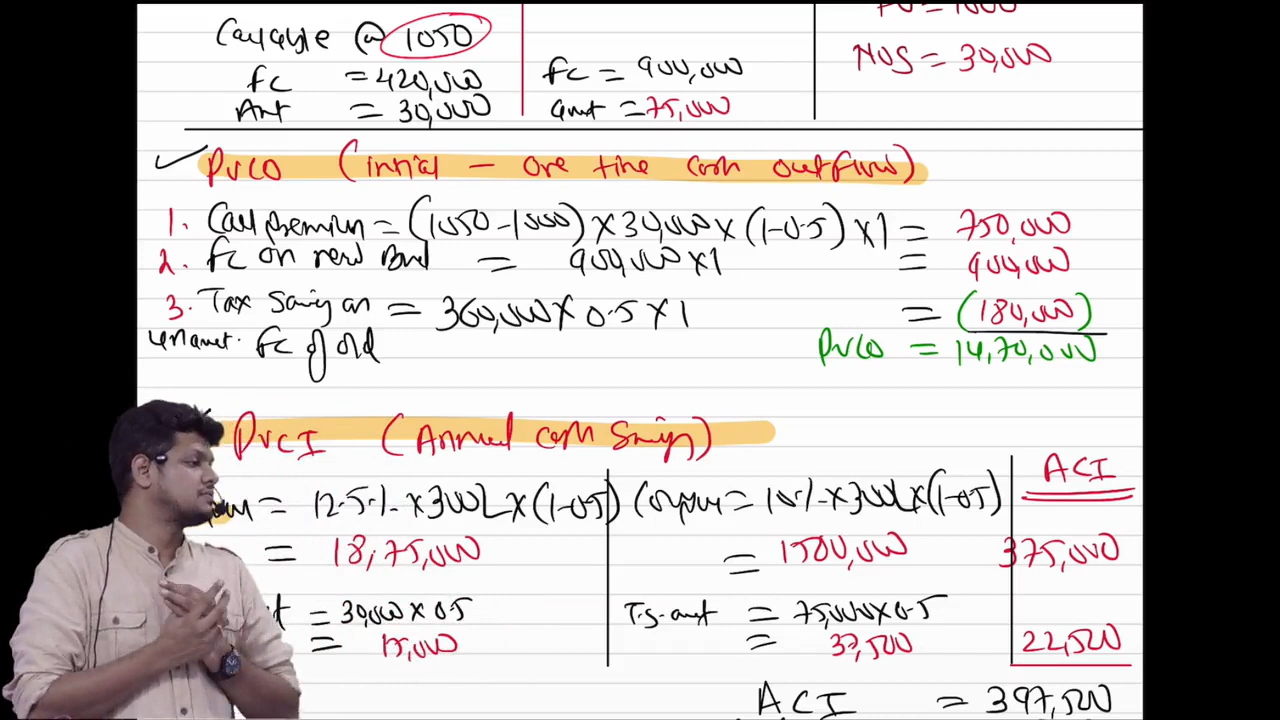 Callable @ 1050
FC = 420,000
Amt = 30,000
FC = 900,000
amt = 75,000
FV = 1000
NOS = 30,000
PVCO (initial - One time cash outflow)
1. Call premium = (1050-1000) × 30,000 × (1-0.5) × 1 = 750,000
2. FC on new Bond = 900,000 × 1 = 900,000
3. Tax Saving on = 360,000 × 0.5 × 1 = (180,000)
unamort. FC of old
PVCO = 14,70,000
PVCI (Annual cash Savings)
= 12.5% × 300L × (1-0.5)
= 18,75,000
= 30,000 × 0.5
= 15,000
Coupon = 10% × 300L × (1-0.5)
= 1500,000
T.S. amt = 75,000 × 0.5
= 37,500
ACI
375,000
22,500
ACI = 397,500